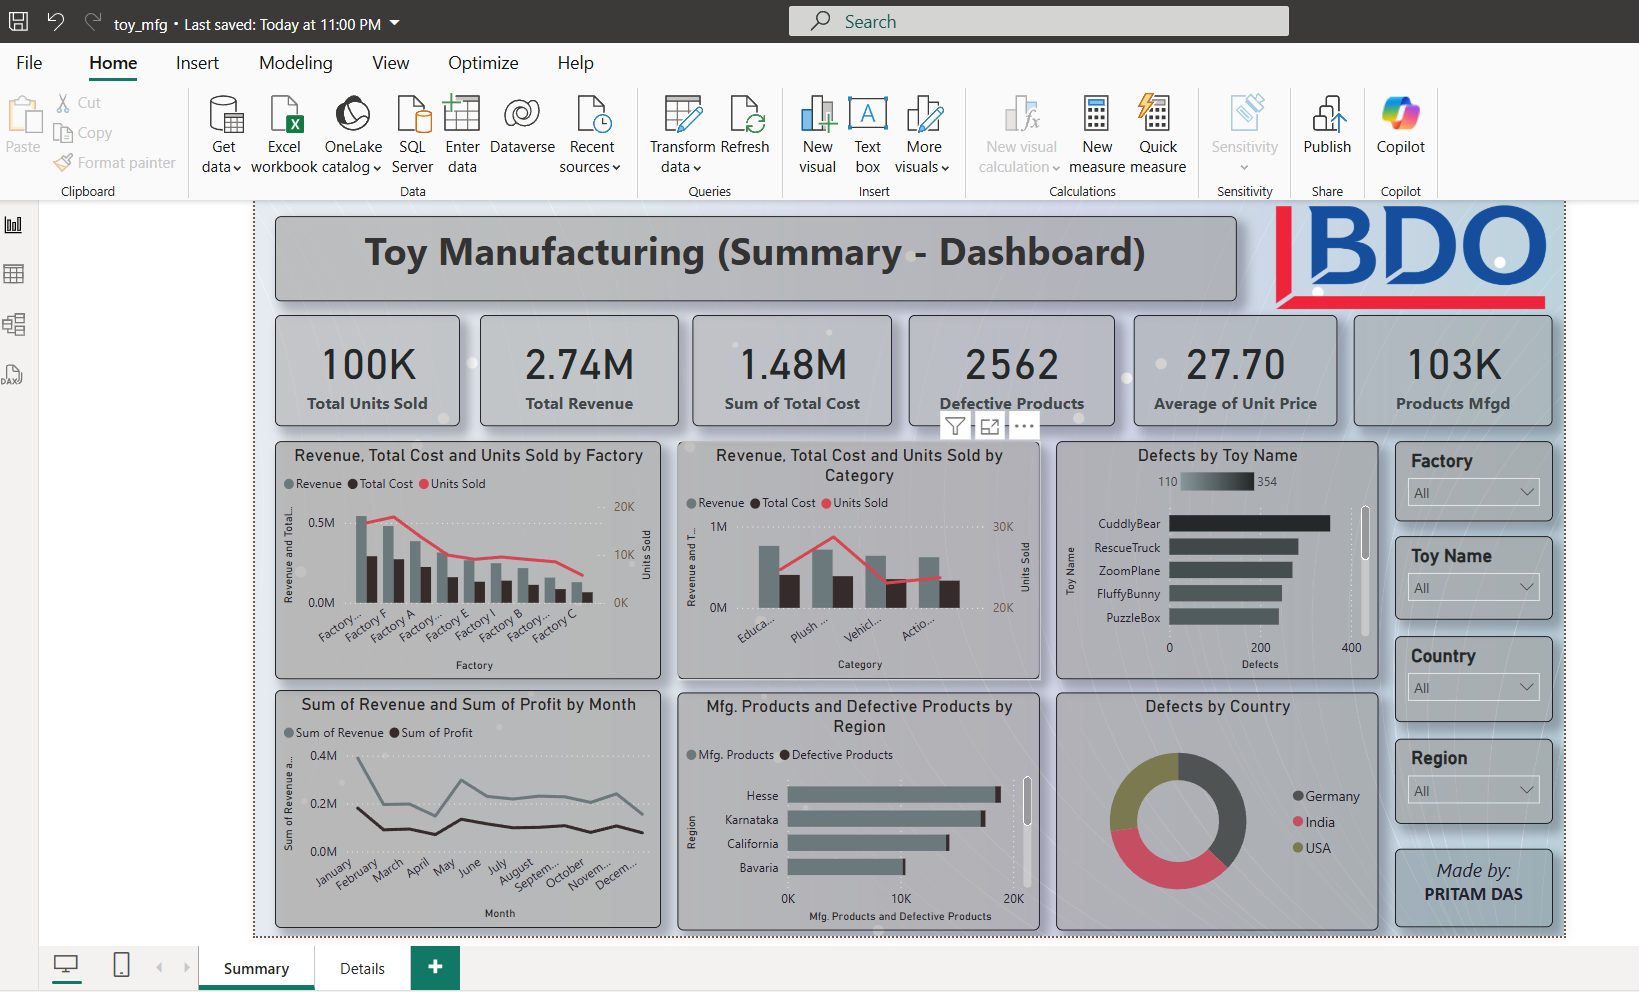 toy_mfg • Last saved: Today at 11:00 PM
Search
File Home Insert Modeling View Optimize Help
Paste
Cut
Copy
Format painter
Clipboard
Get data
Excel workbook
OneLake catalog
SQL Server
Enter data
Dataverse
Recent sources
Data
Transform data
Refresh
Queries
New visual
Text box
More visuals
Insert
New visual calculation
New measure
Quick measure
Calculations
Sensitivity
Sensitivity
Publish
Share
Copilot
Copilot
DAX
Toy Manufacturing (Summary - Dashboard)
BDO
100K
Total Units Sold
2.74M
Total Revenue
1.48M
Sum of Total Cost
2562
Defective Products
27.70
Average of Unit Price
103K
Products Mfgd
Revenue, Total Cost and Units Sold by Factory
Revenue Total Cost Units Sold
Revenue and Total...
0.5M
0.0M
20K
10K
0K
Units Sold
Factory...
Factory F
Factory A
Factory...
Factory E
Factory I
Factory B
Factory...
Factory C
Factory
Revenue, Total Cost and Units Sold by
Category
Revenue Total Cost Units Sold
Revenue and T...
1M
0M
30K
20K
Units Sold
Educa...
Plush ...
Vehicl...
Actio...
Category
Defects by Toy Name
110 354
Toy Name
CuddlyBear
RescueTruck
ZoomPlane
FluffyBunny
PuzzleBox
0 200 400
Defects
Factory
All
Toy Name
All
Country
All
Region
All
Sum of Revenue and Sum of Profit by Month
Sum of Revenue Sum of Profit
Sum of Revenue a...
0.4M
0.2M
0.0M
January
February
March
April
May
June
July
August
Septem...
October
Novem...
Decem...
Month
Mfg. Products and Defective Products by
Region
Mfg. Products Defective Products
Region
Hesse
Karnataka
California
Bavaria
0K 10K 20K
Mfg. Products and Defective Products
Defects by Country
Germany
India
USA
Made by:
PRITAM DAS
Summary
Details
+